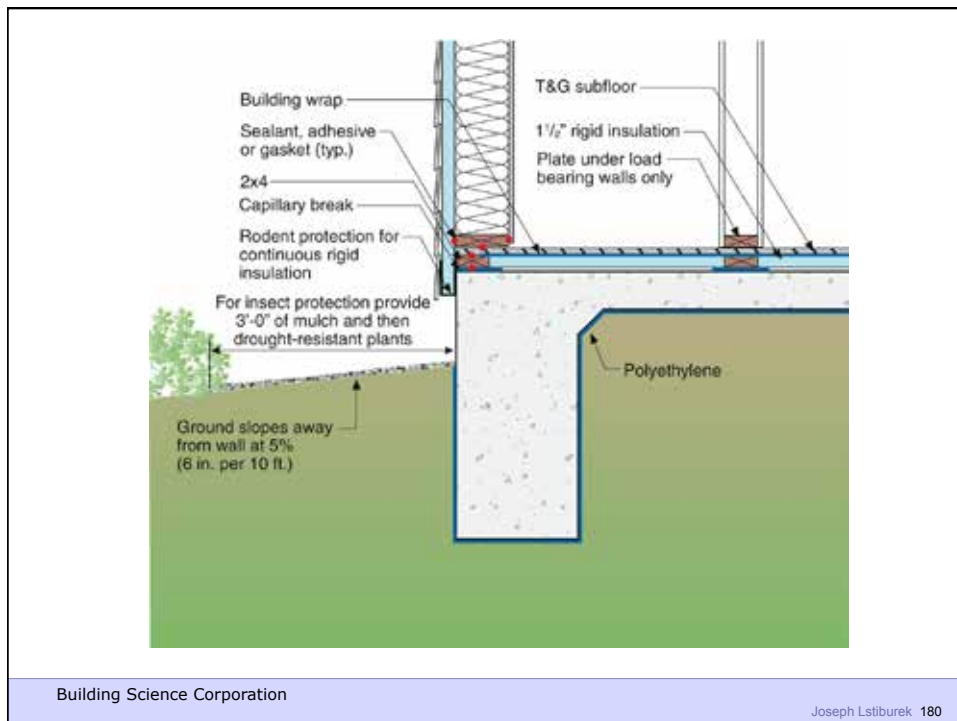 Building wrap
Sealant, adhesive
or gasket (typ.)
2x4
Capillary break
Rodent protection for
continuous rigid
insulation
For insect protection provide
3'-0" of mulch and then
drought-resistant plants
Ground slopes away
from wall at 5%
(6 in. per 10 ft.)
T&G subfloor
1½" rigid insulation
Plate under load
bearing walls only
Polyethylene
Building Science Corporation
Joseph Lstiburek 180